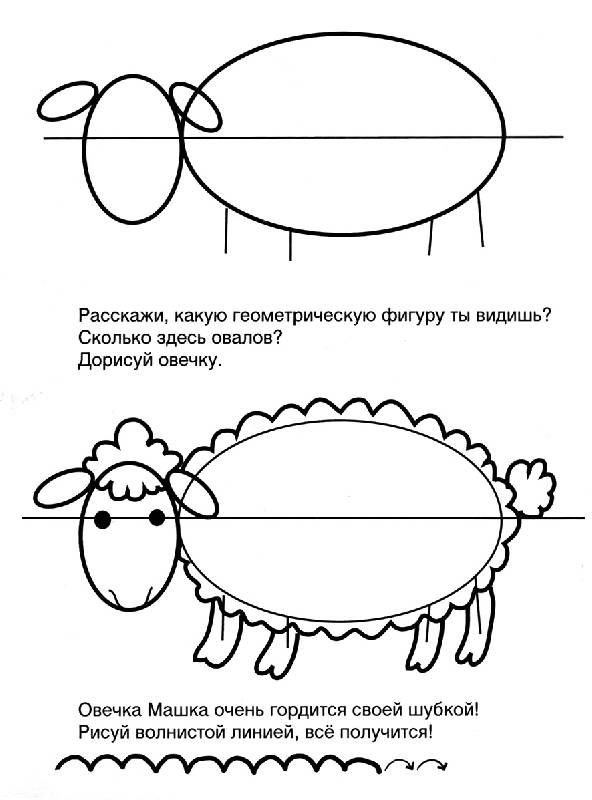 Расскажи, какую геометрическую фигуру ты видишь?
Сколько здесь овалов?
Дорисуй овечку.
Овечка Машка очень гордится своей шубкой!
Рисуй волнистой линией, всё получится!